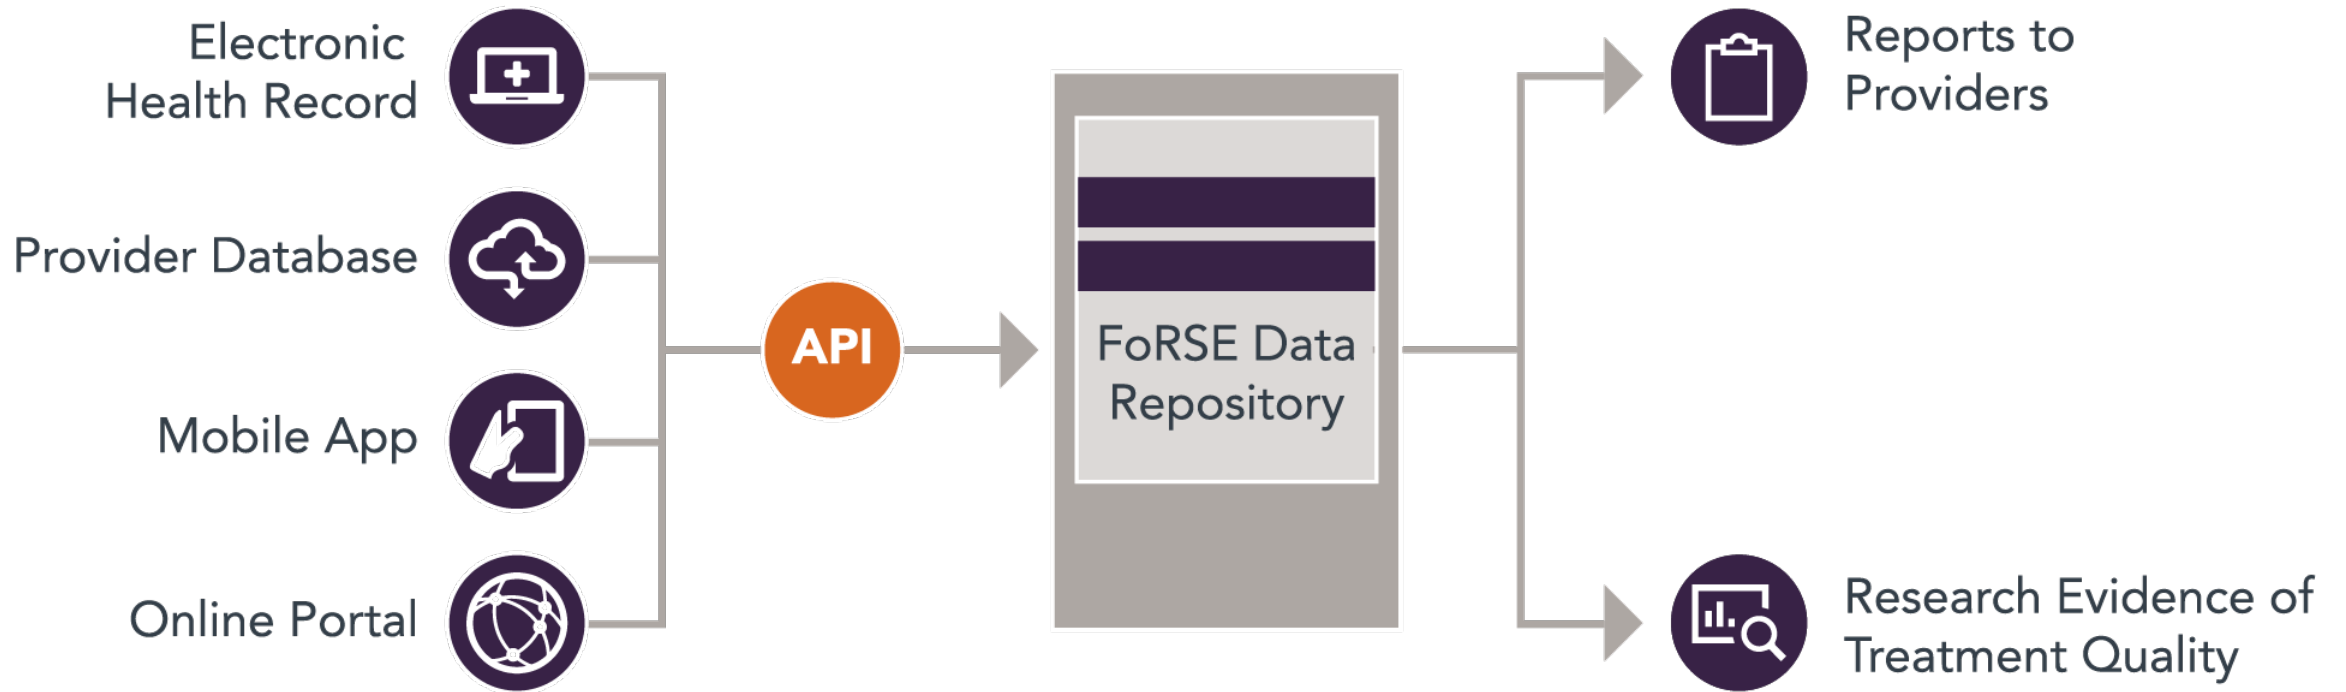 Electronic
Health Record
Provider Database
Mobile App
Online Portal
API
FoRSE Data
Repository
Reports to
Providers
Research Evidence of
Treatment Quality